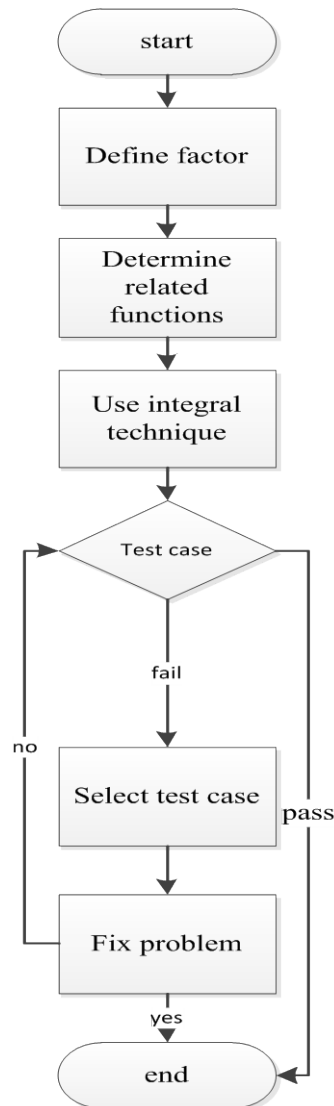 start
Define factor
Determine
related
functions
Use integral
technique
Test case
fail
no
Select test case
pass
Fix problem
yes
end